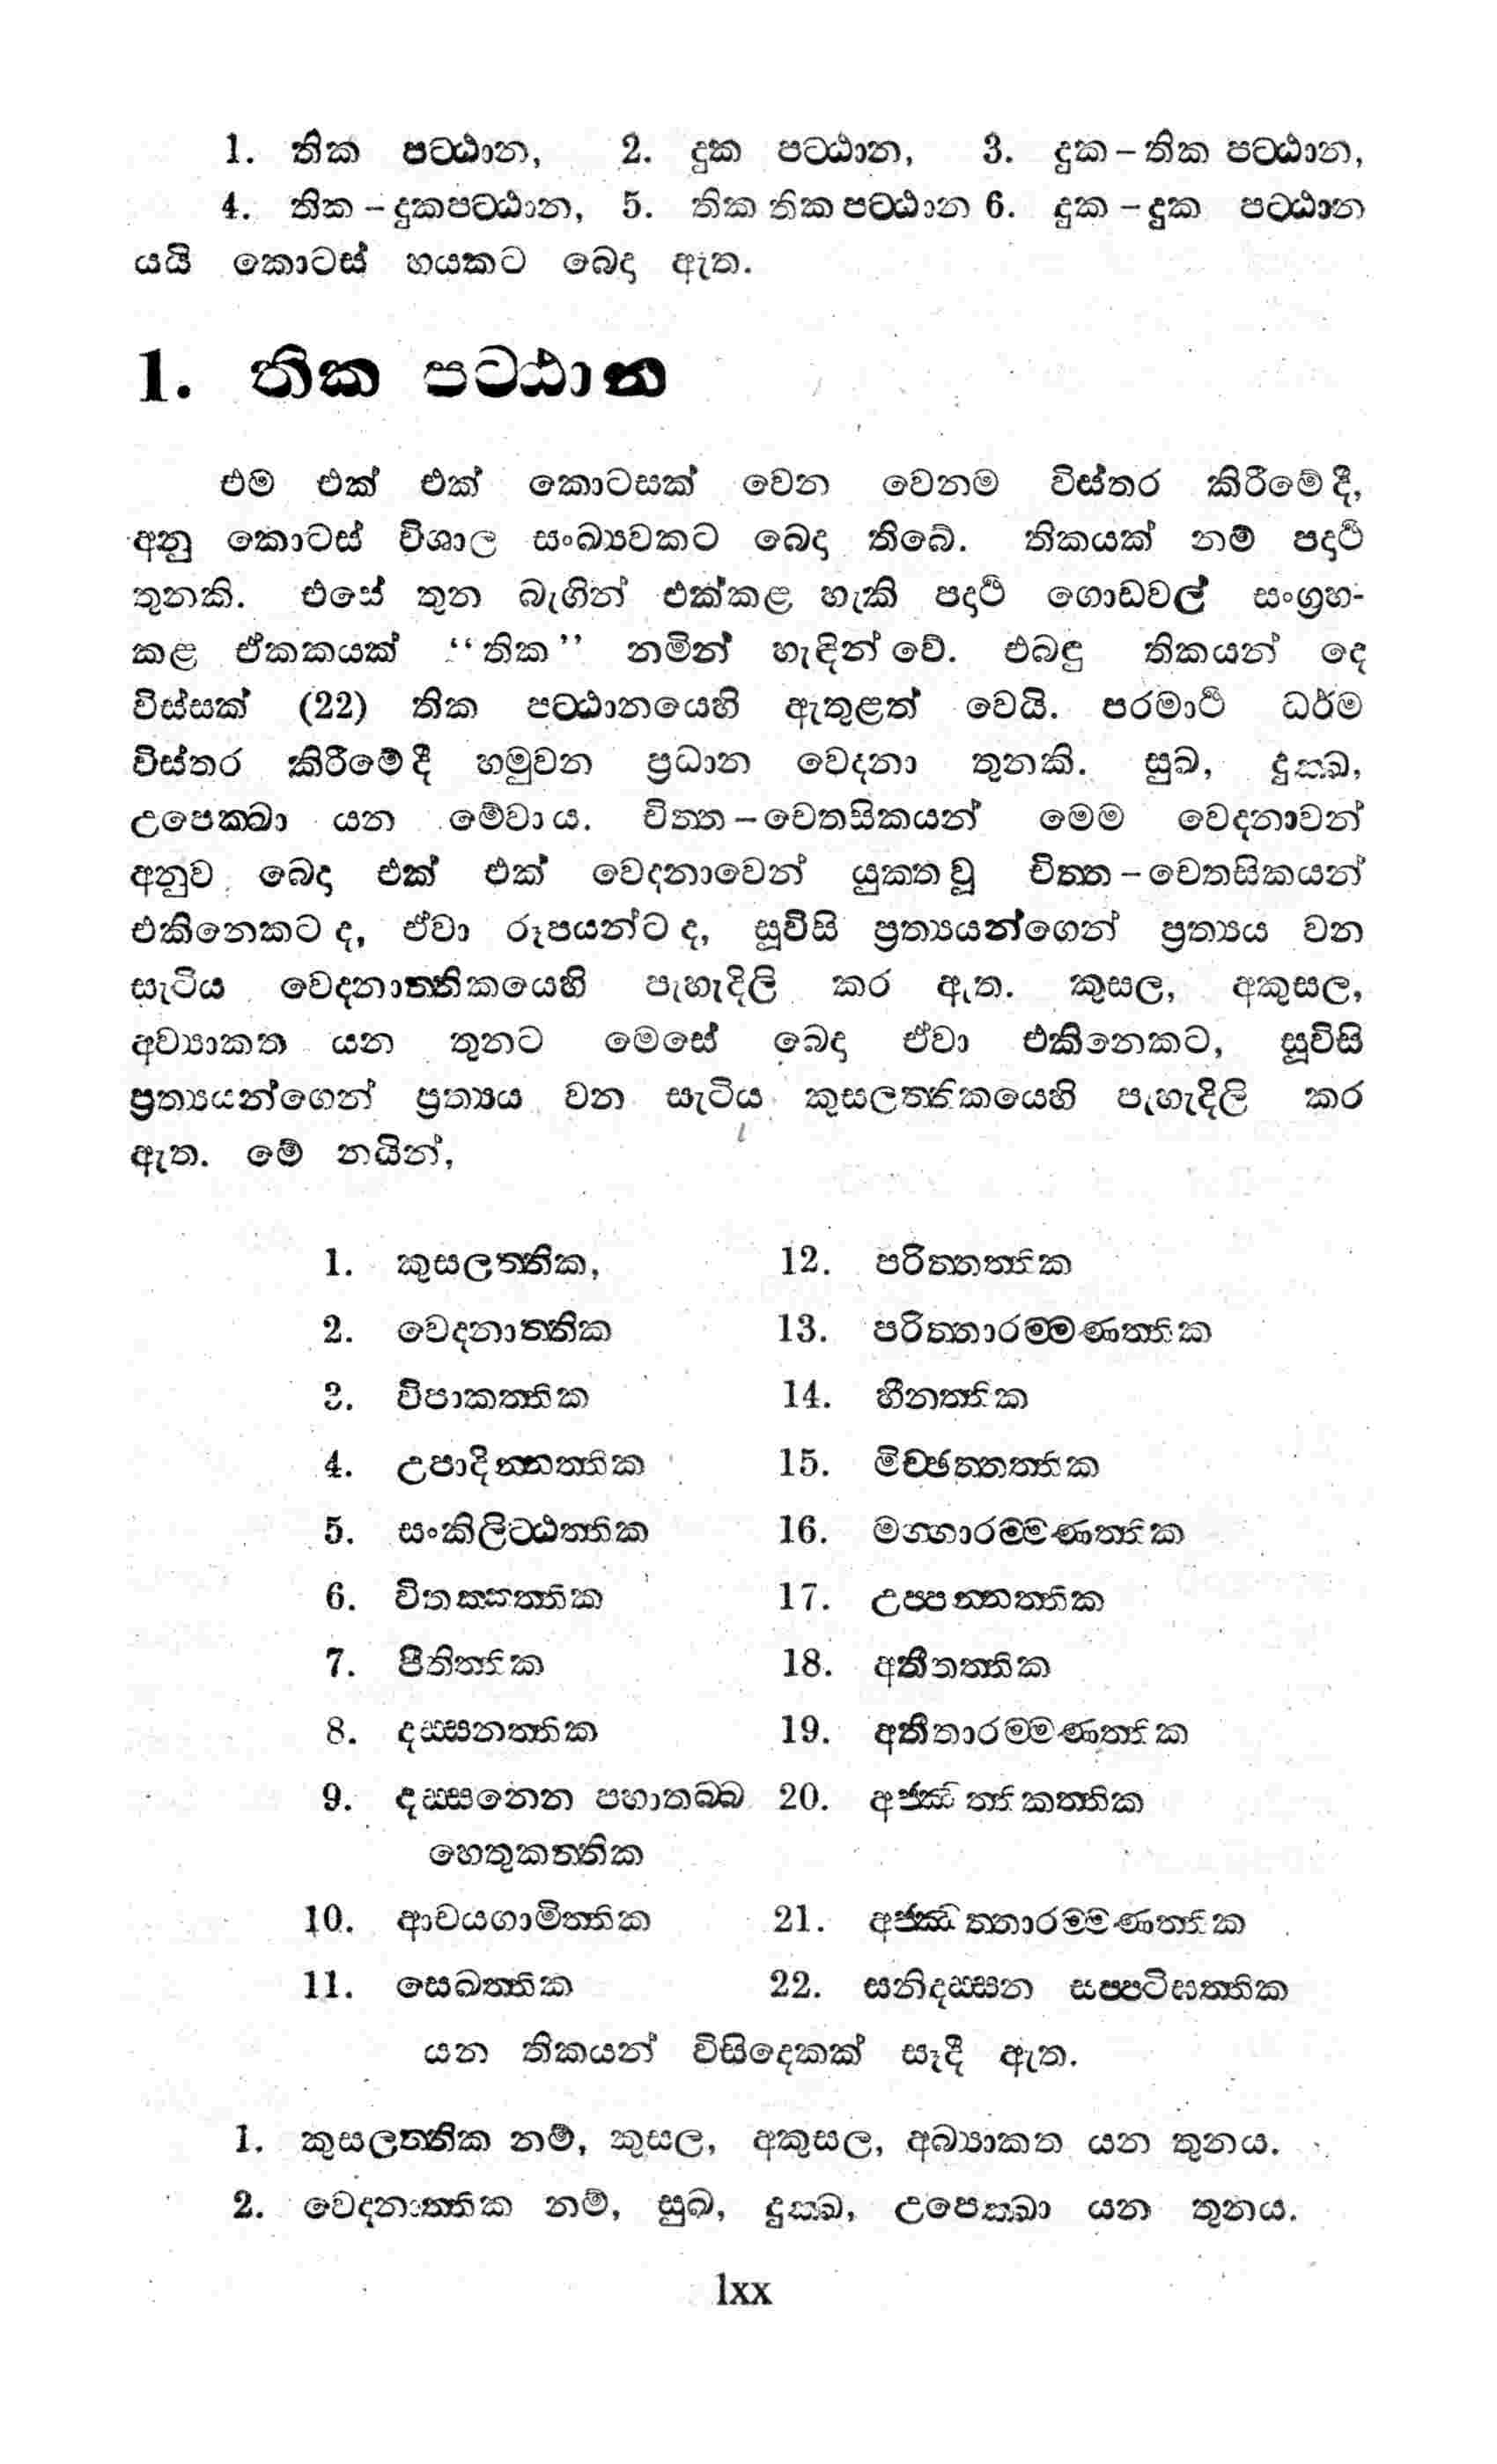 1. තික පට්ඨාන, 2. දුක පට්ඨාන, 3. දුක – තික පට්ඨාන,
4. තික – දුකපට්ඨාන, 5. තික තික පට්ඨාන 6. දුක – දුක පට්ඨාන
යයි කොටස් හයකට බෙදා ඇත.
1. තික පට්ඨාන
එම එක් එක් කොටසක් වෙන වෙනම විස්තර කිරීමේ දී,
අනු කොටස් විශාල සංඛ්‍යවකට බෙදා තිබේ. තිකයක් නම් පදාර්‍ථ
තුනකි. එසේ තුන බැගින් එක්කළ හැකි පදාර්‍ථ ගොඩවල් සංග්‍රහ-
කළ ඒකකයක් “තික” නමින් හැඳින් වේ. එබඳු තිකයන් දෙ
විස්සක් (22) තික පට්ඨානයෙහි ඇතුළත් වෙයි. පරමාර්‍ථ ධර්ම
විස්තර කිරීමේ දී හමුවන ප්‍රධාන වෙදනා තුනකි. සුඛ, දුක්ඛ,
උපෙක්ඛා යන මේවා ය. චිත්ත – චෙතසිකයන් මෙම වෙදනාවන්
අනුව බෙදා එක් එක් වෙදනාවෙන් යුක්ත වූ චිත්ත – චෙතසිකයන්
එකිනෙකට ද, ඒවා රූපයන්ට ද, සූවිසි ප්‍රත්‍යයන්ගෙන් ප්‍රත්‍යය වන
සැටිය වෙදනාත්තිකයෙහි පැහැදිලි කර ඇත. කුසල, අකුසල,
අව්‍යාකත යන තුනට මෙසේ බෙදා ඒවා එකිනෙකට, සූවිසි
ප්‍රත්‍යයන්ගෙන් ප්‍රත්‍යය වන සැටිය කුසලත්තිකයෙහි පැහැදිලි කර
ඇත. මේ නයින්,
1. කුසලත්තික,
2. වෙදනාත්තික
3. විපාකත්තික
4. උපාදින්නත්තික
5. සංකිලිට්ඨත්තික
6. විතක්කත්තික
7. පීතිත්තික
8. දස්සනත්තික
9. දස්සනෙන පහාතබ්බ
හෙතුකත්තික
10. ආචයගාමිත්තික
11. සෙඛත්තික
12. පරිත්තත්තික
13. පරිත්තාරම්මණත්තික
14. හීනත්තික
15. මිච්ඡත්තත්තික
16. මග්ගාරම්මණත්තික
17. උප්පන්නත්තික
18. අතීතත්තික
19. අතීතාරම්මණත්තික
20. අජ්ඣත්තිකත්තික
21. අජ්ඣත්තාරම්මණත්තික
22. සනිදස්සන සප්පටිඝත්තික
යන තිකයන් විසිදෙකක් සෑදී ඇත.
1. කුසලත්තික නම්, කුසල, අකුසල, අබ්‍යාකත යන තුනය.
2. වෙදනාත්තික නම්, සුඛ, දුක්ඛ, උපෙක්ඛා යන තුනය.
lxx